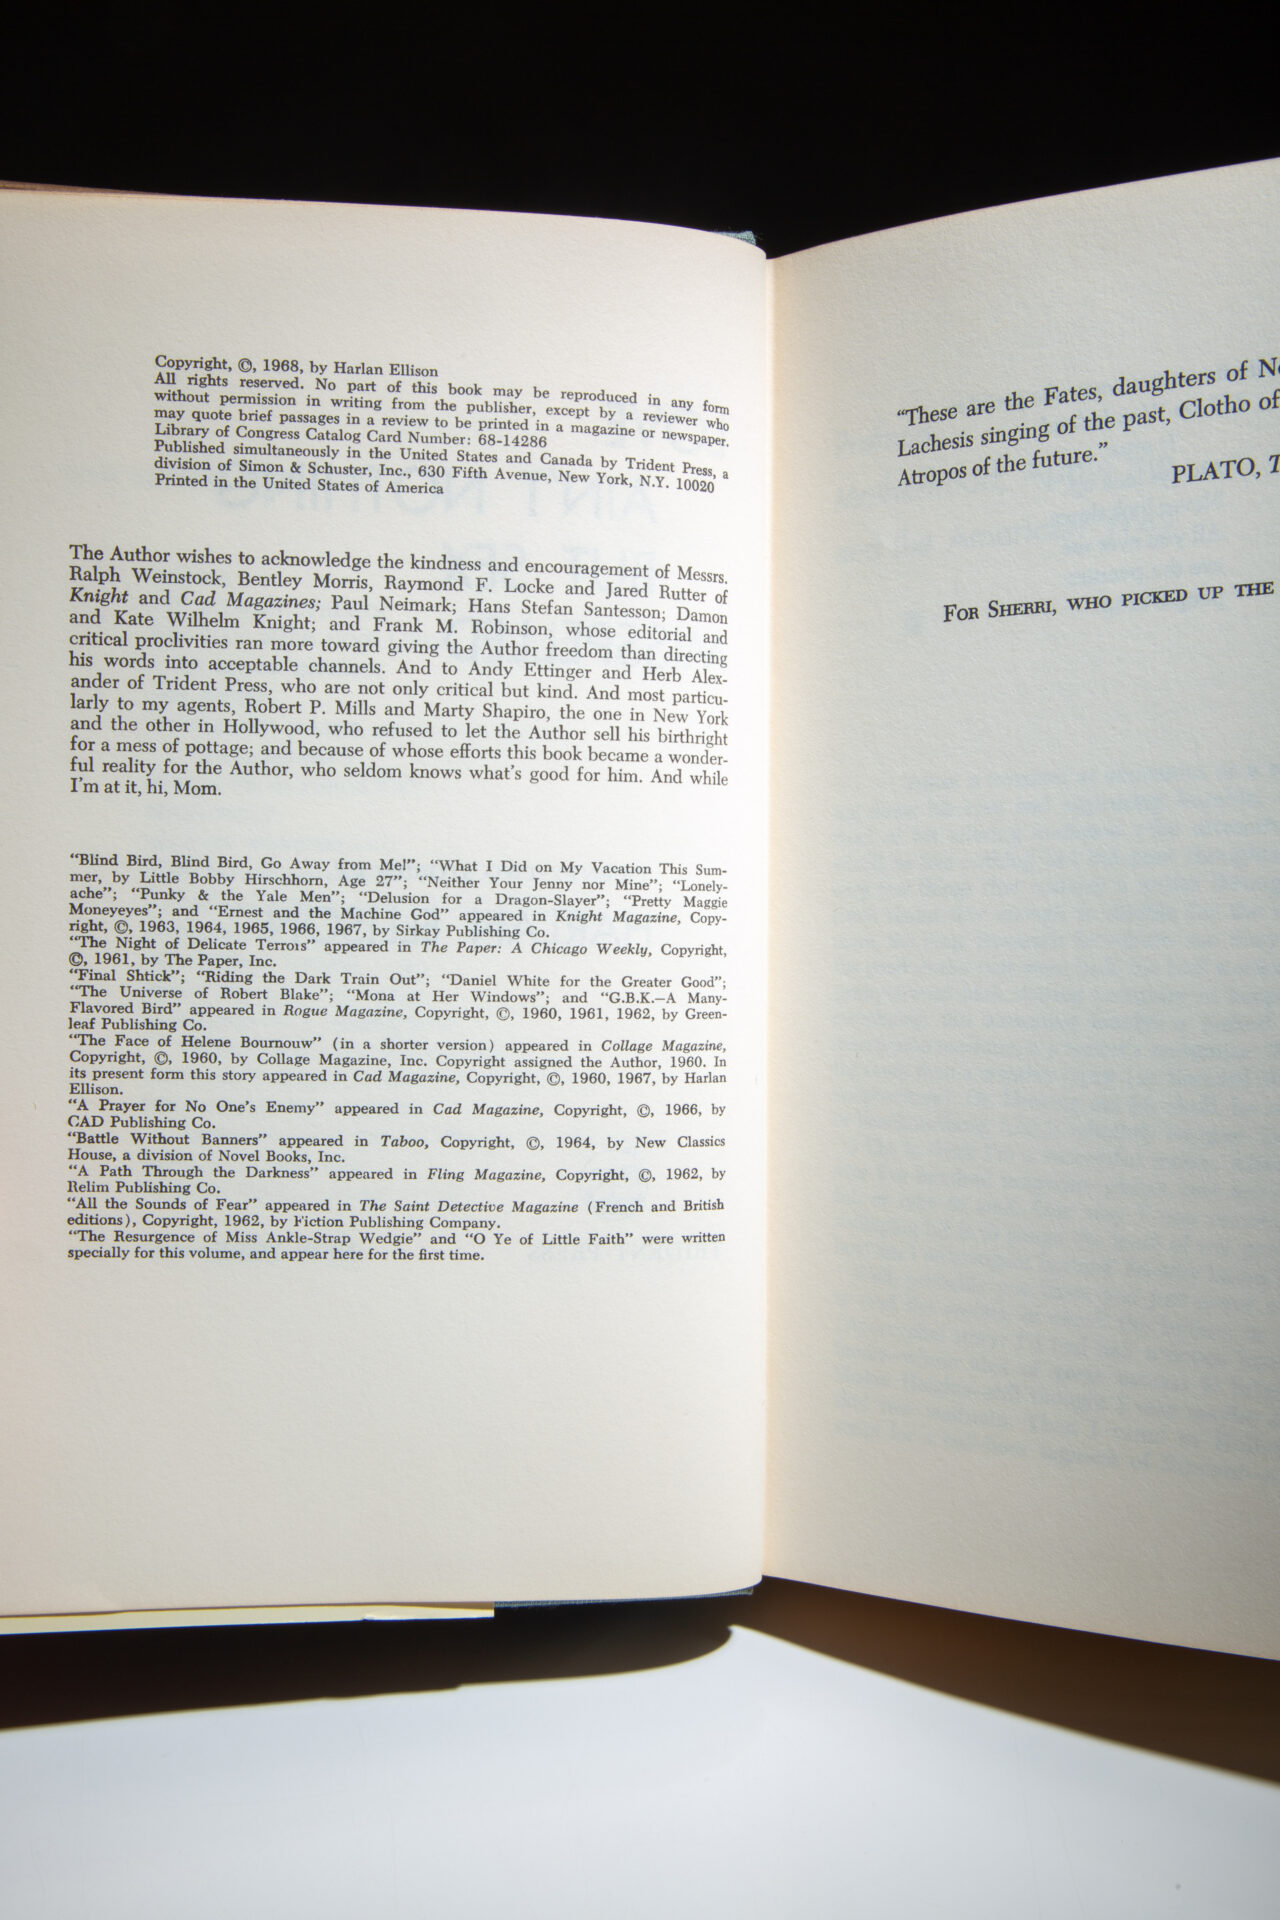 Copyright, ©, 1968, by Harlan Ellison
All rights reserved. No part of this book may be reproduced in any form
without permission in writing from the publisher, except by a reviewer who
may quote brief passages in a review to be printed in a magazine or newspaper.
Library of Congress Catalog Card Number: 68-14286
Published simultaneously in the United States and Canada by Trident Press, a
division of Simon & Schuster, Inc., 630 Fifth Avenue, New York, N.Y. 10020
Printed in the United States of America
The Author wishes to acknowledge the kindness and encouragement of Messrs.
Ralph Weinstock, Bentley Morris, Raymond F. Locke and Jared Rutter of
Knight and Cad Magazines; Paul Neimark; Hans Stefan Santesson; Damon
and Kate Wilhelm Knight; and Frank M. Robinson, whose editorial and
critical proclivities ran more toward giving the Author freedom than directing
his words into acceptable channels. And to Andy Ettinger and Herb Alex-
ander of Trident Press, who are not only critical but kind. And most particu-
larly to my agents, Robert P. Mills and Marty Shapiro, the one in New York
and the other in Hollywood, who refused to let the Author sell his birthright
for a mess of pottage; and because of whose efforts this book became a wonder-
ful reality for the Author, who seldom knows what's good for him. And while
I'm at it, hi, Mom.
"Blind Bird, Blind Bird, Go Away from Me!"; "What I Did on My Vacation This Sum-
mer, by Little Bobby Hirschhorn, Age 27"; "Neither Your Jenny nor Mine"; "Lonely-
ache"; "Punky & the Yale Men"; "Delusion for a Dragon-Slayer"; "Pretty Maggie
Moneyeyes"; and "Ernest and the Machine God" appeared in Knight Magazine, Copy-
right, ©, 1963, 1964, 1965, 1966, 1967, by Sirkay Publishing Co.
"The Night of Delicate Terrors" appeared in The Paper: A Chicago Weekly, Copyright,
©, 1961, by The Paper, Inc.
"Final Shtick"; "Riding the Dark Train Out"; "Daniel White for the Greater Good";
"The Universe of Robert Blake"; "Mona at Her Windows"; and "G.B.K.—A Many-
Flavored Bird" appeared in Rogue Magazine, Copyright, ©, 1960, 1961, 1962, by Green-
leaf Publishing Co.
"The Face of Helene Bournouw" (in a shorter version) appeared in Collage Magazine,
Copyright, ©, 1960, by Collage Magazine, Inc. Copyright assigned the Author, 1960. In
its present form this story appeared in Cad Magazine, Copyright, ©, 1960, 1967, by Harlan
Ellison.
"A Prayer for No One's Enemy" appeared in Cad Magazine, Copyright, ©, 1966, by
CAD Publishing Co.
"Battle Without Banners" appeared in Taboo, Copyright, ©, 1964, by New Classics
House, a division of Novel Books, Inc.
"A Path Through the Darkness" appeared in Fling Magazine, Copyright, ©, 1962, by
Relim Publishing Co.
"All the Sounds of Fear" appeared in The Saint Detective Magazine (French and British
editions), Copyright, 1962, by Fiction Publishing Company.
"The Resurgence of Miss Ankle-Strap Wedgie" and "O Ye of Little Faith" were written
specially for this volume, and appear here for the first time.
"These are the Fates, daughters of
Lachesis singing of the past, Clotho of
Atropos of the future."
PLATO,
FOR SHERRI, WHO PICKED UP THE